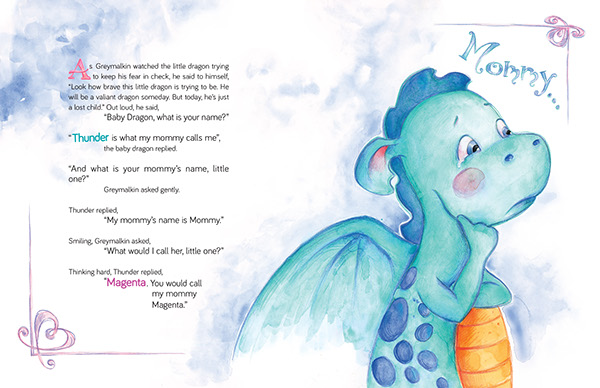 As Greymalkin watched the little dragon trying
to keep his fear in check, he said to himself,
"Look how brave this little dragon is trying to be. He
will be a valiant dragon someday. But today, he's just
a lost child." Out loud, he said,
"Baby Dragon, what is your name?"
"Thunder is what my mommy calls me",
the baby dragon replied.
"And what is your mommy's name, little
one?"
Greymalkin asked gently.
Thunder replied,
"My mommy's name is Mommy."
Smiling, Greymalkin asked,
"What would I call her, little one?"
Thinking hard, Thunder replied,
"Magenta. You would call
my mommy
Magenta."
Mommy...